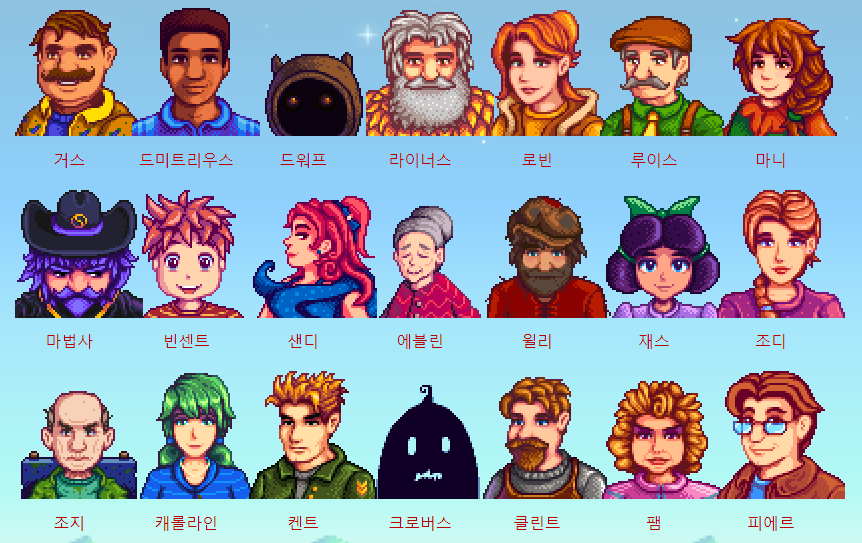 거스 드미트리우스 드워프 라이너스 로빈 루이스 마니
마법사 빈센트 샌디 에블린 윌리 재스 조디
조지 캐롤라인 켄트 크로버스 클린트 팸 피에르